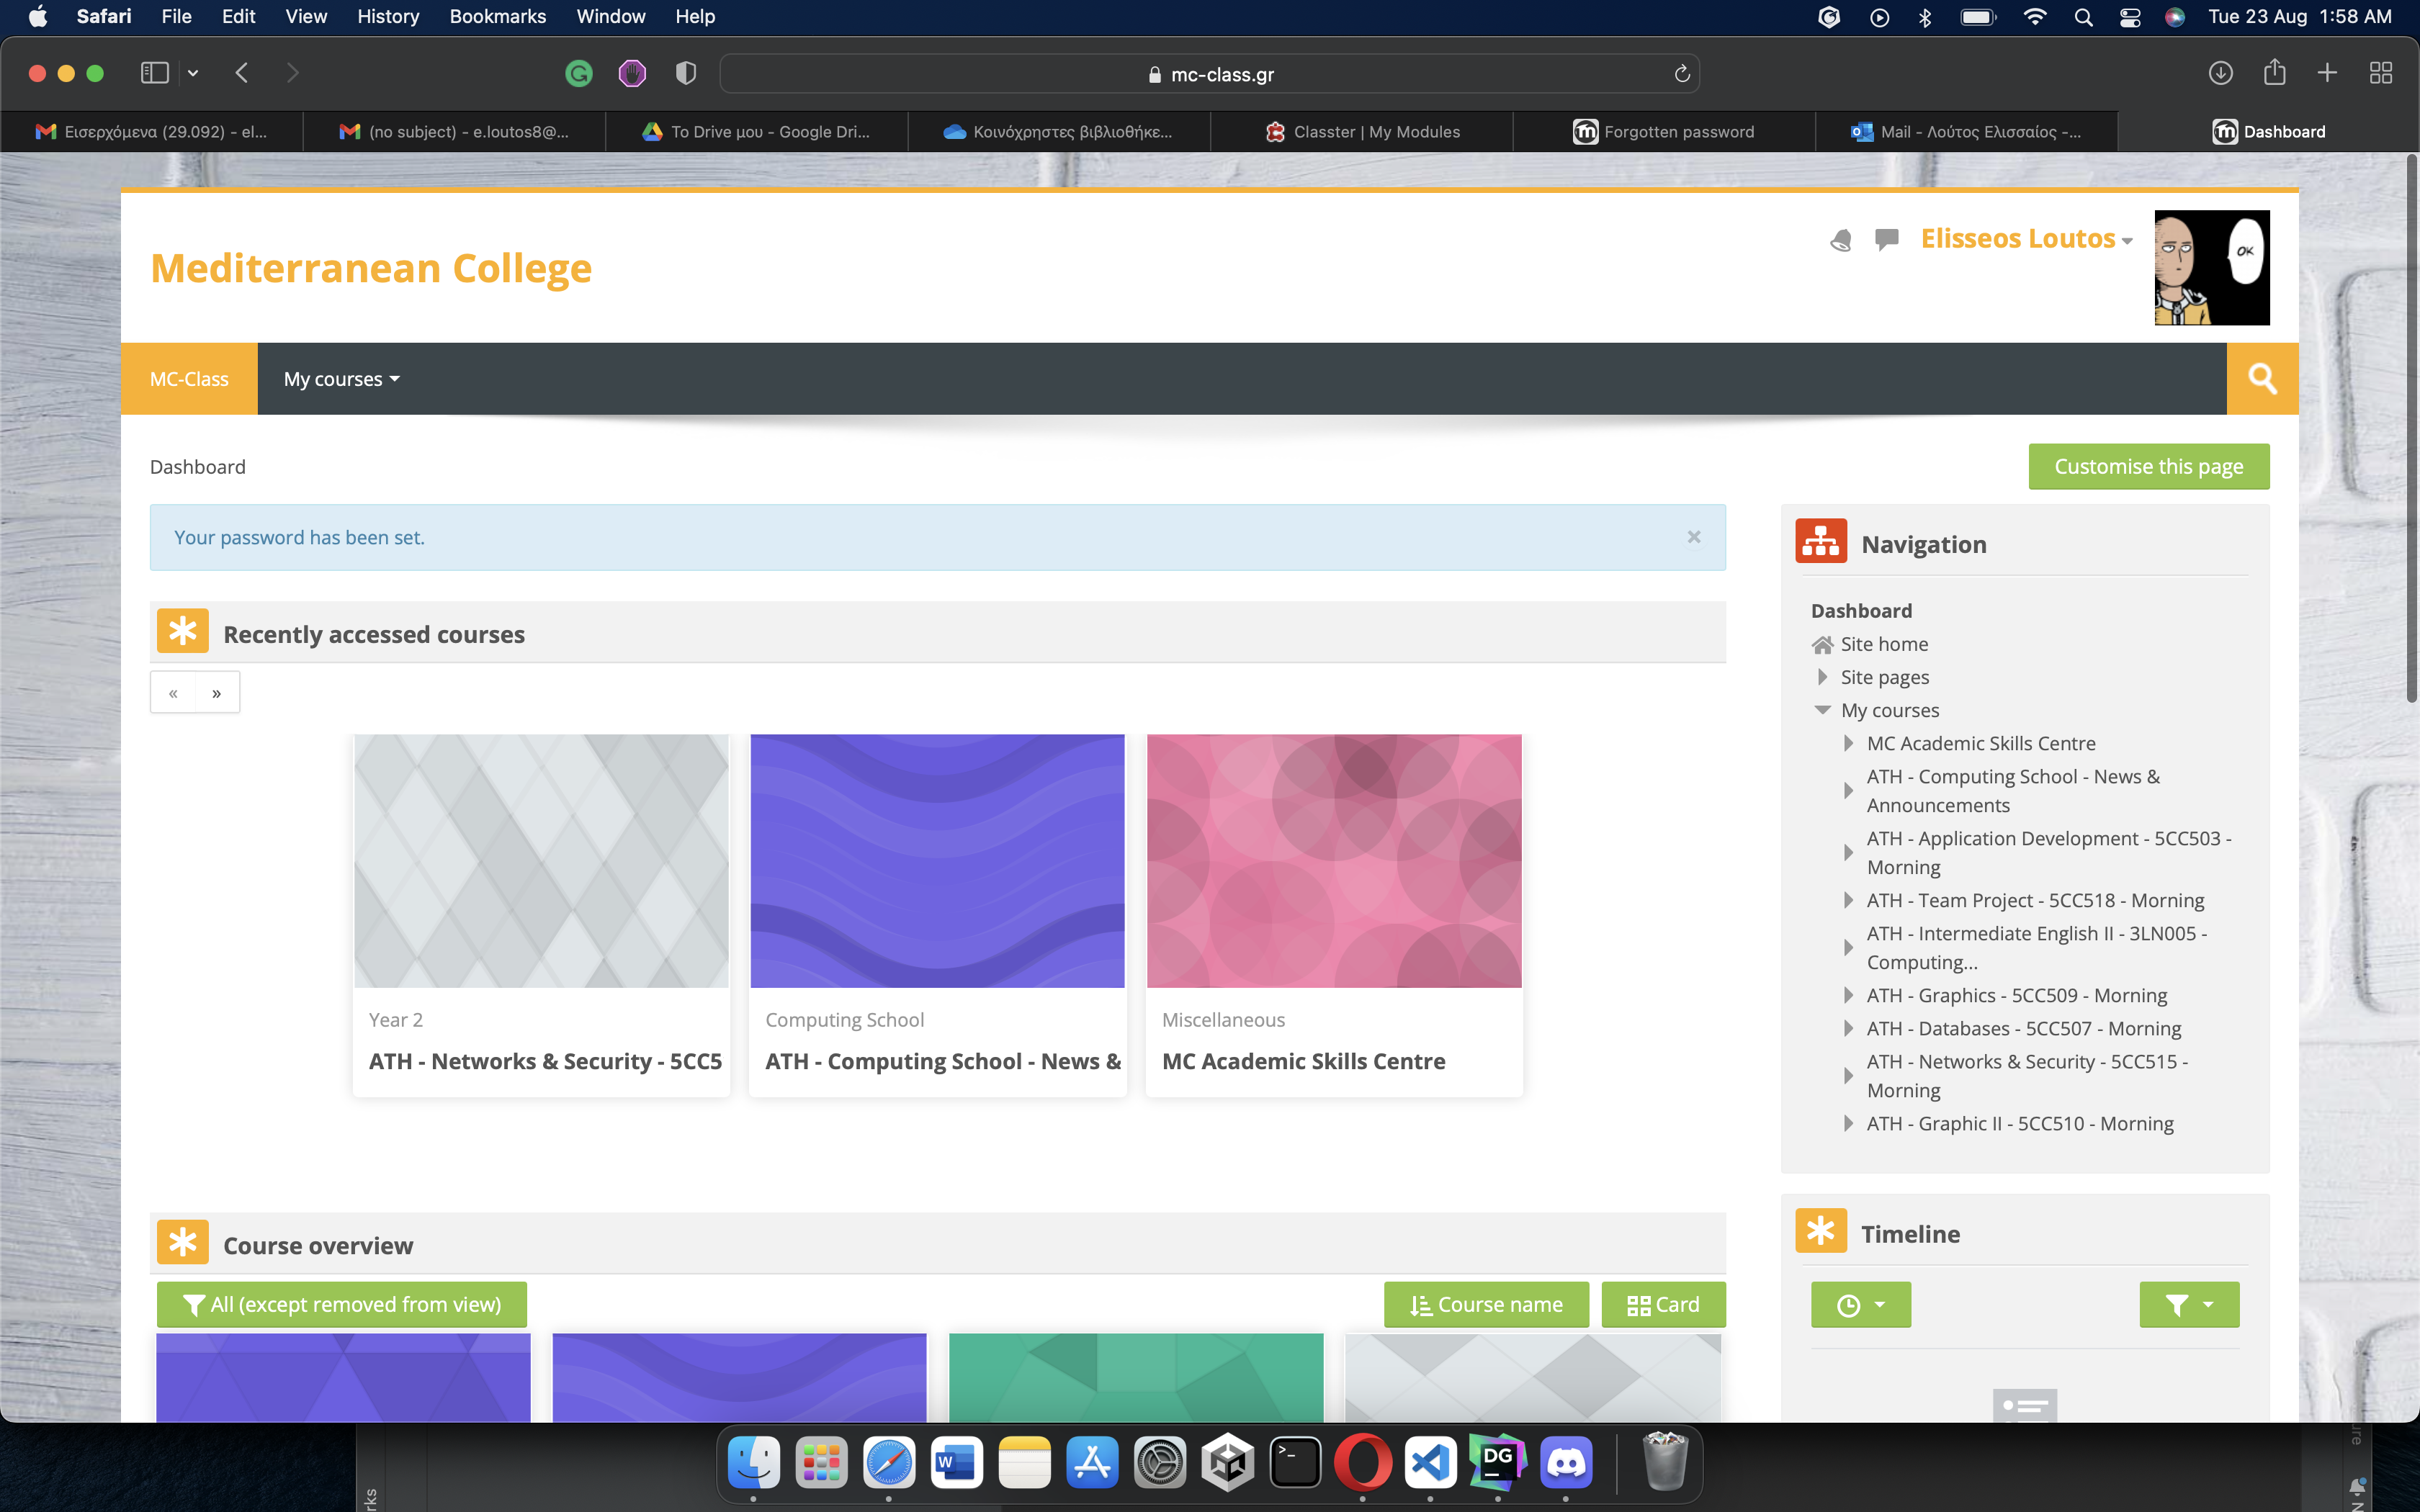 Safari File Edit View History Bookmarks Window Help
Tue 23 Aug 1:58 AM
mc-class.gr
Εισερχόμενα (29.092) - el...
(no subject) - e.loutos8@...
Το Drive μου - Google Dri...
Κοινόχρηστες βιβλιοθήκε...
Classter | My Modules
Forgotten password
Mail - Λούτος Ελισσαίος -...
Dashboard
Mediterranean College
Elisseos Loutos
OK
MC-Class
My courses
Dashboard
Customise this page
Your password has been set.
×
Recently accessed courses
« »
Year 2
ATH - Networks & Security - 5CC5
Computing School
ATH - Computing School - News &
Miscellaneous
MC Academic Skills Centre
Course overview
All (except removed from view)
Course name
Card
Navigation
Dashboard
Site home
Site pages
My courses
MC Academic Skills Centre
ATH - Computing School - News &
Announcements
ATH - Application Development - 5CC503 -
Morning
ATH - Team Project - 5CC518 - Morning
ATH - Intermediate English II - 3LN005 -
Computing...
ATH - Graphics - 5CC509 - Morning
ATH - Databases - 5CC507 - Morning
ATH - Networks & Security - 5CC515 -
Morning
ATH - Graphic II - 5CC510 - Morning
Timeline
W
>_
DG
rks